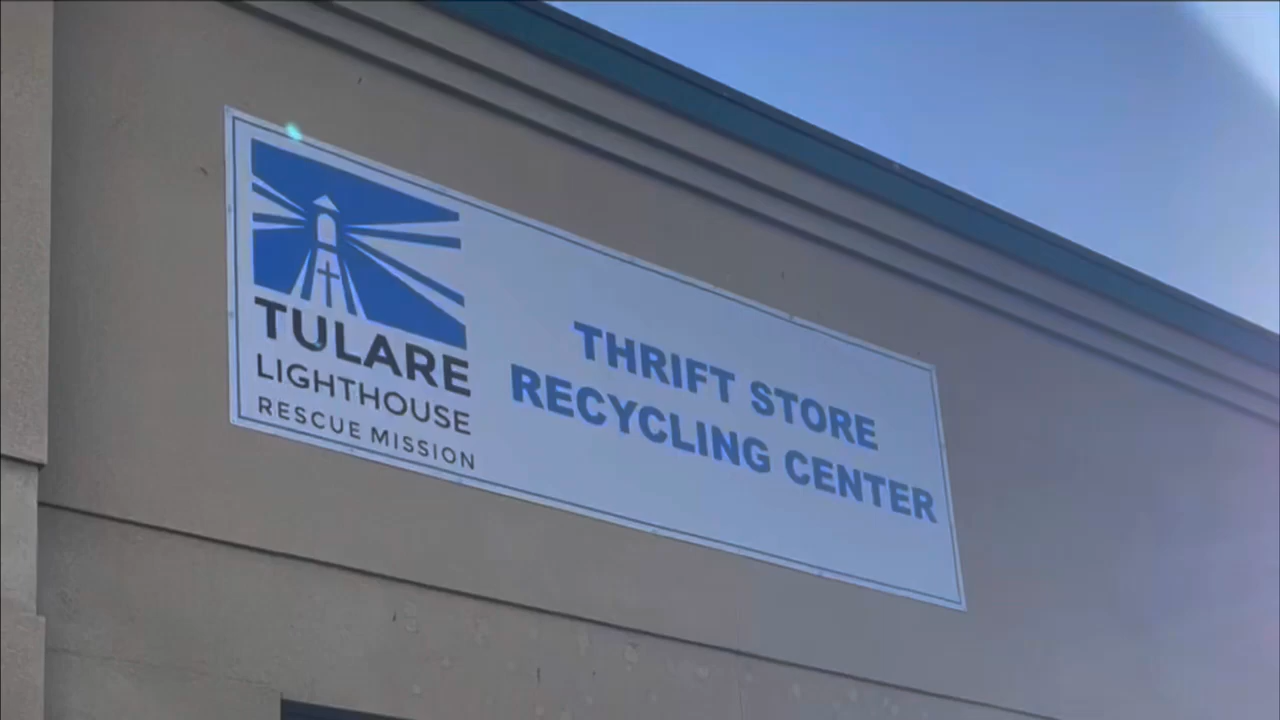 TULARE
LIGHTHOUSE
RESCUE MISSION
THRIFT STORE
RECYCLING CENTER